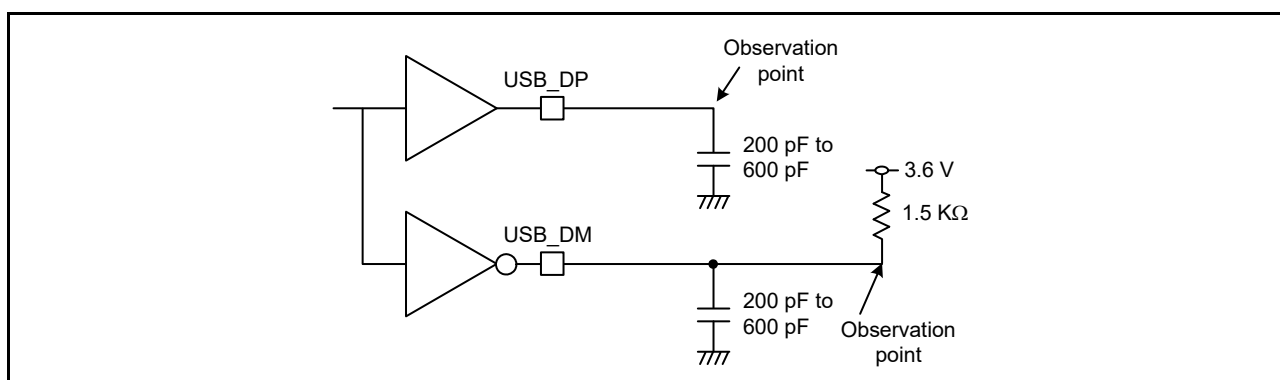 Observation
point
USB_DP
200 pF to
600 pF
3.6 V
1.5 KΩ
USB_DM
200 pF to
600 pF
Observation
point